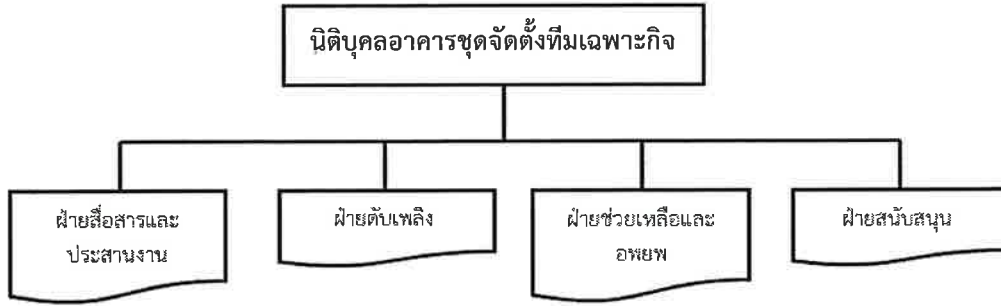 นิติบุคลอาคารชุดจัดตั้งทีมเฉพาะกิจ
ฝ่ายสื่อสารและ
ประสานงาน
ฝ่ายดับเพลิง
ฝ่ายช่วยเหลือและ
อพยพ
ฝ่ายสนับสนุน